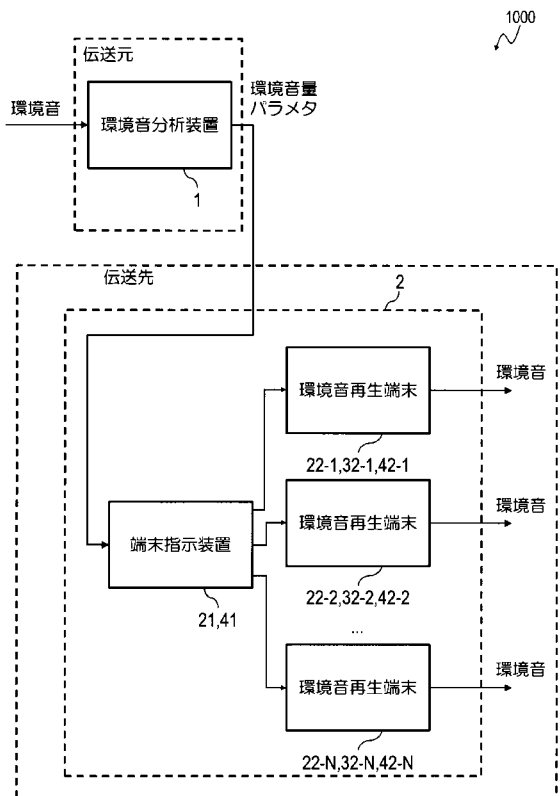 1000
伝送元
環境音
環境音分析装置
環境音量
パラメタ
1
伝送先
2
環境音再生端末
環境音
22-1,32-1,42-1
環境音再生端末
環境音
端末指示装置
21,41
22-2,32-2,42-2
...
環境音再生端末
環境音
22-N,32-N,42-N